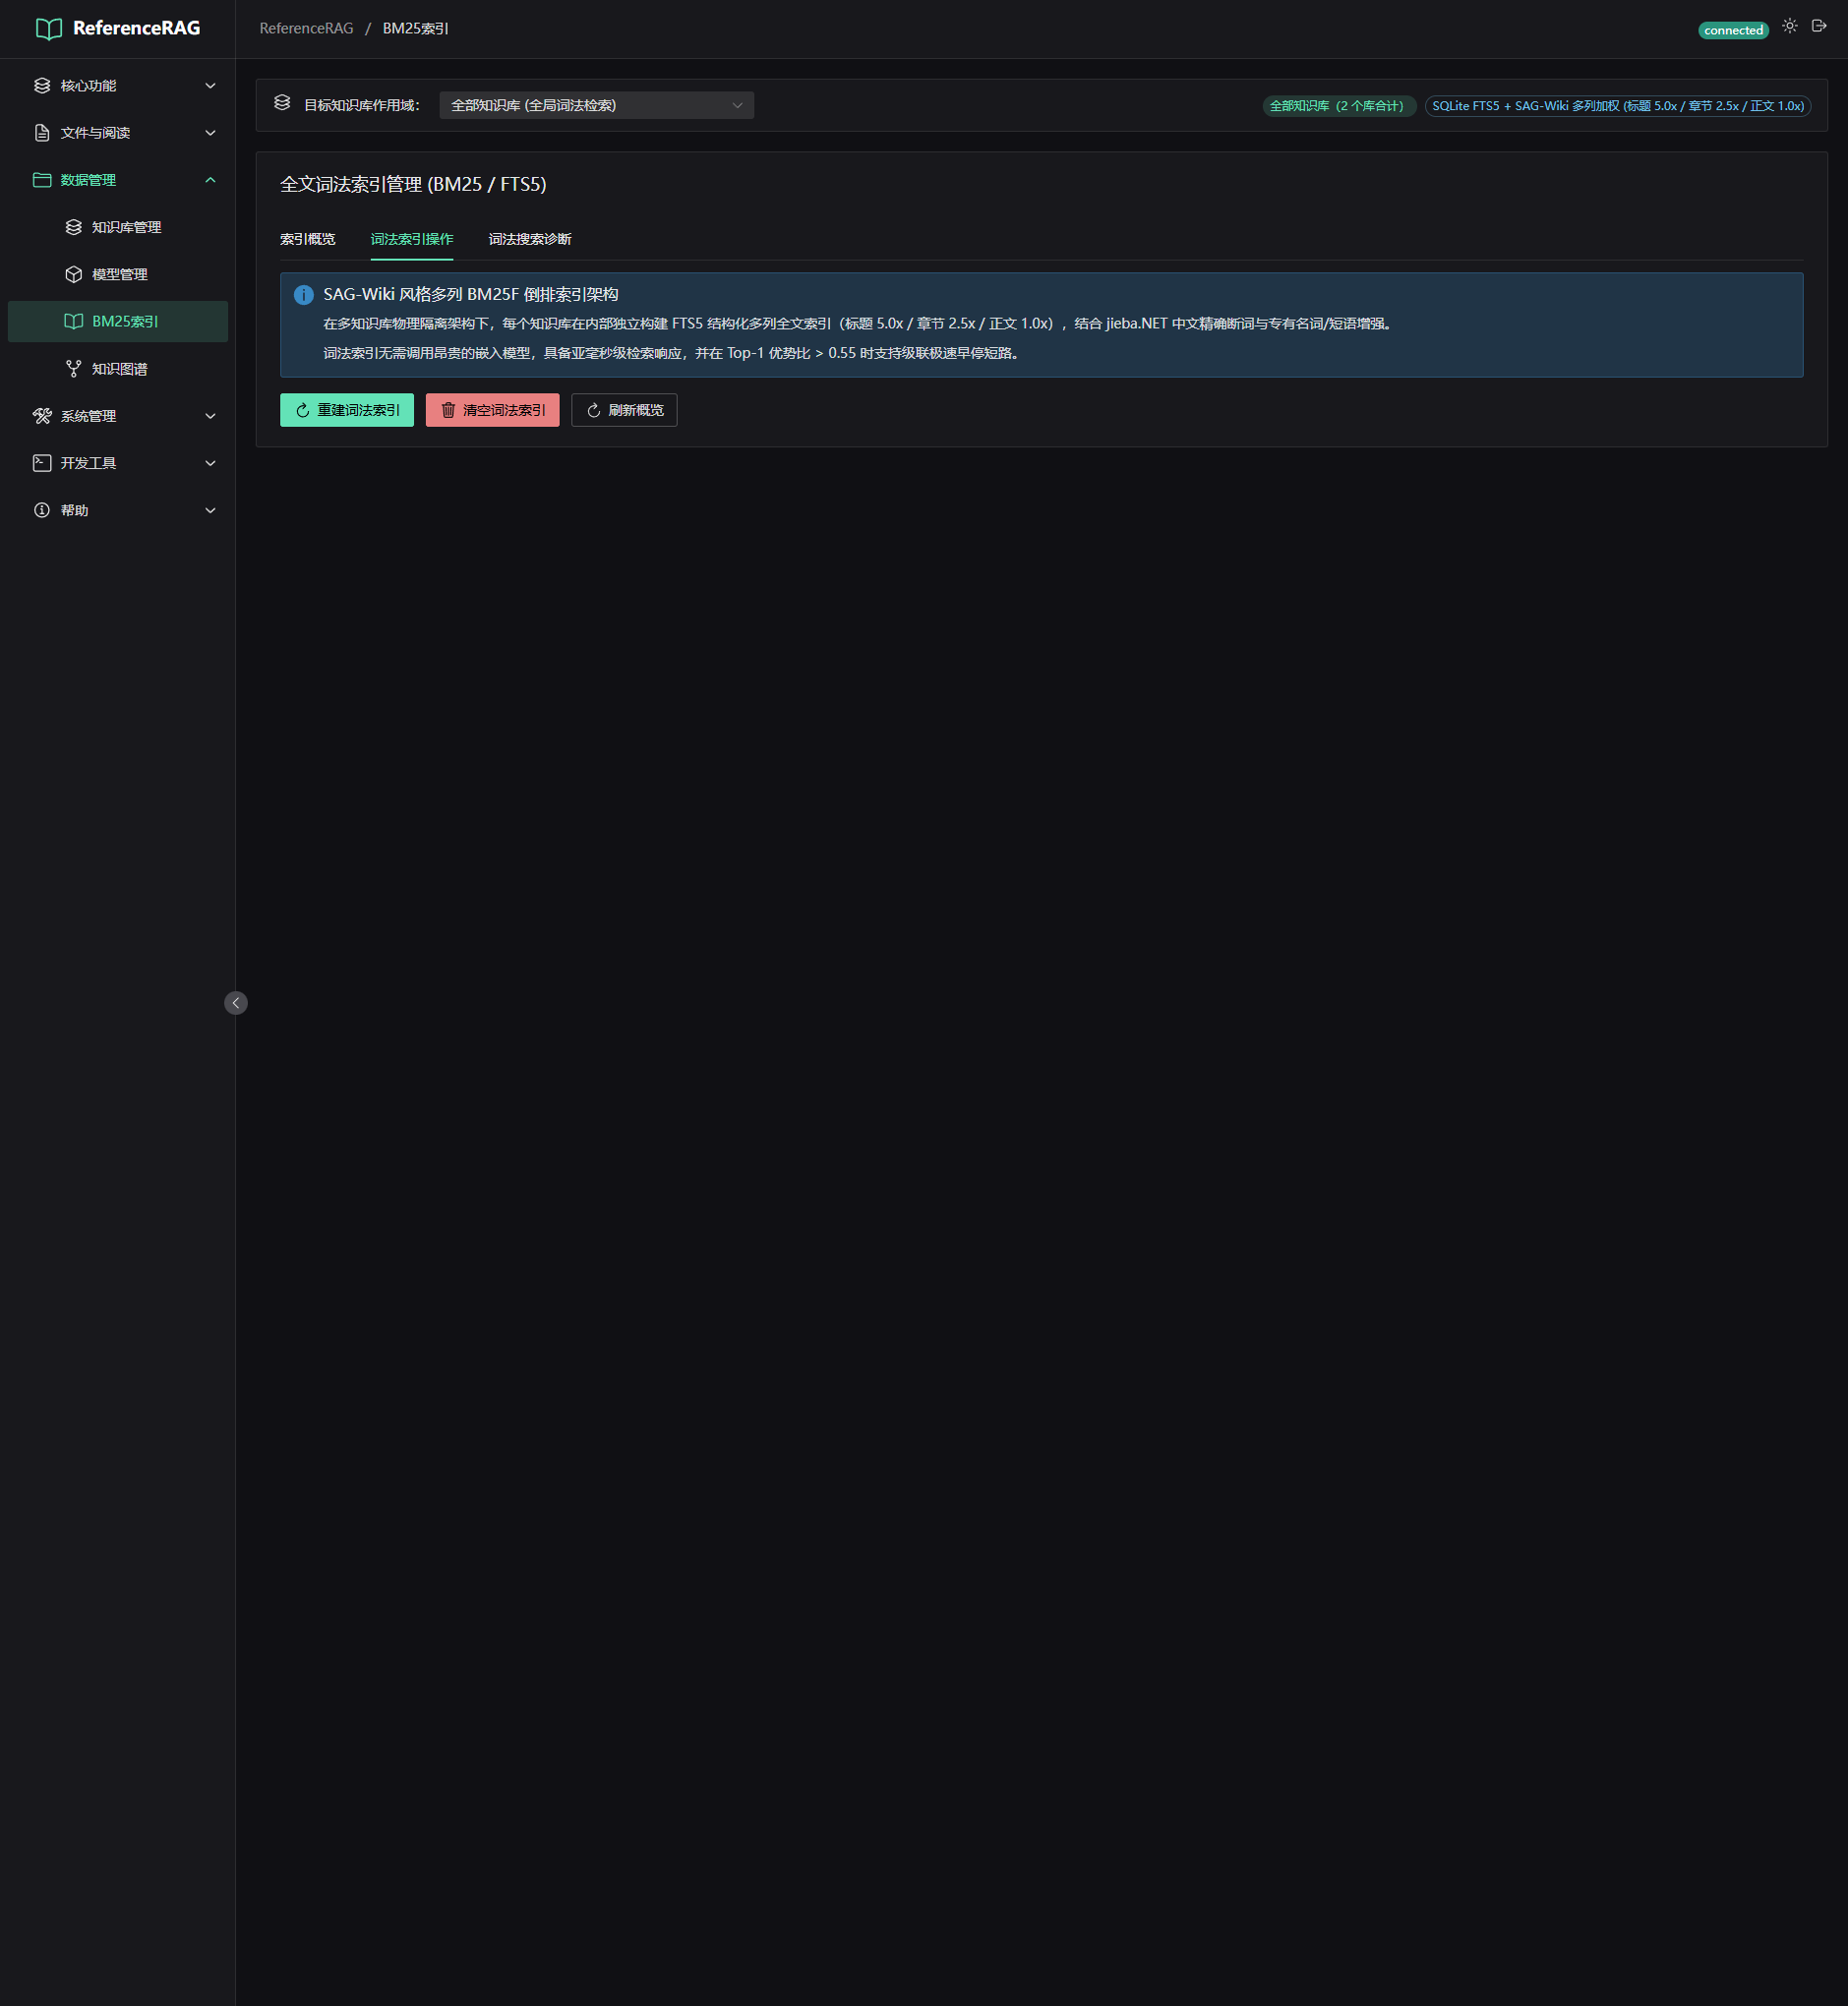 ReferenceRAG
ReferenceRAG / BM25索引
connected
核心功能
文件与阅读
数据管理
知识库管理
模型管理
BM25索引
知识图谱
系统管理
开发工具
帮助
目标知识库作用域：
全部知识库 (全局词法检索)
全部知识库（2 个库合计）
SQLite FTS5 + SAG-Wiki 多列加权 (标题 5.0x / 章节 2.5x / 正文 1.0x)
全文词法索引管理 (BM25 / FTS5)
索引概览
词法索引操作
词法搜索诊断
SAG-Wiki 风格多列 BM25F 倒排索引架构
在多知识库物理隔离架构下，每个知识库在内部独立构建 FTS5 结构化多列全文索引（标题 5.0x / 章节 2.5x / 正文 1.0x），结合 jieba.NET 中文精确断词与专有名词/短语增强。
词法索引无需调用昂贵的嵌入模型，具备亚毫秒级检索响应，并在 Top-1 优势比 > 0.55 时支持级联极速早停短路。
重建词法索引
清空词法索引
刷新概览